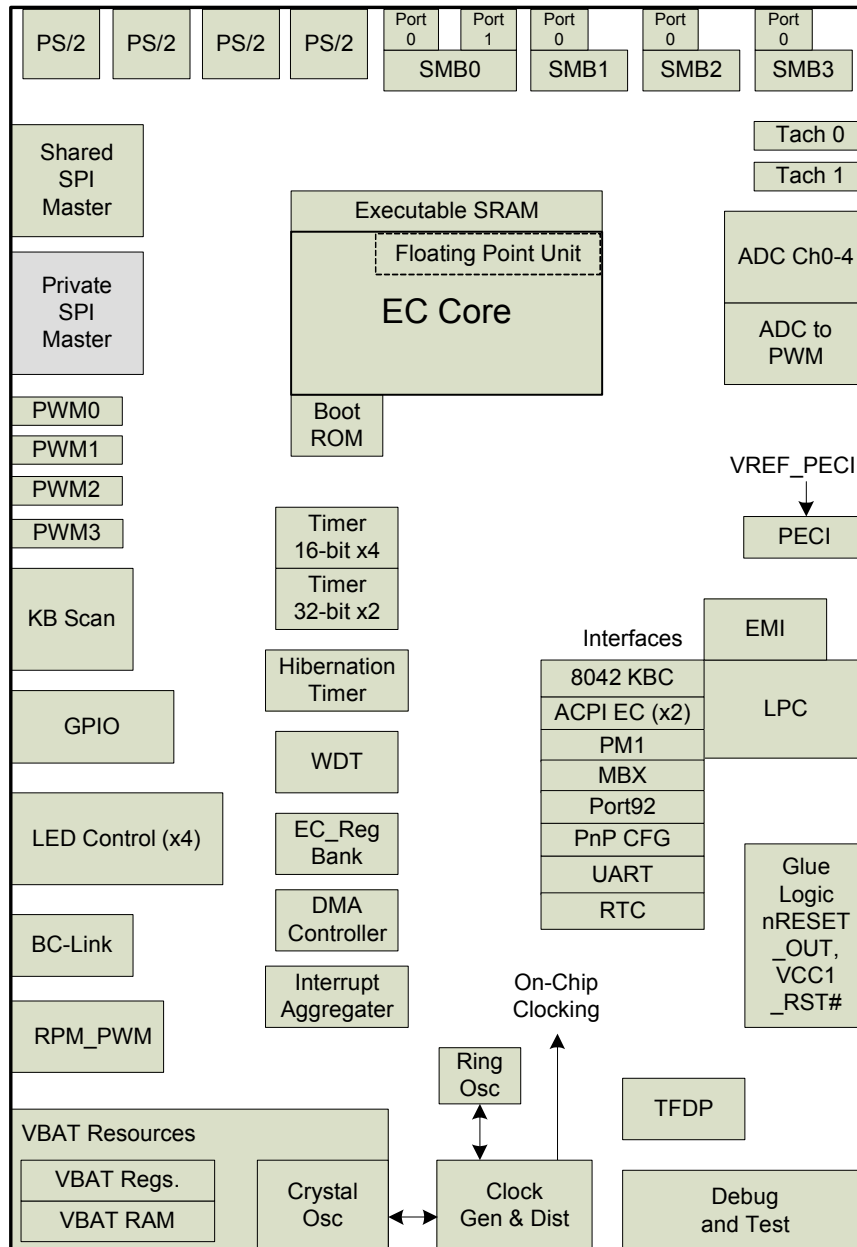 PS/2
PS/2
PS/2
PS/2
Port
0
Port
1
SMB0
Port
0
SMB1
Port
0
SMB2
Port
0
SMB3
Shared
SPI
Master
Private
SPI
Master
PWM0
PWM1
PWM2
PWM3
KB Scan
GPIO
LED Control (x4)
BC-Link
RPM_PWM
Executable SRAM
Floating Point Unit
EC Core
Boot
ROM
Timer
16-bit x4
Timer
32-bit x2
Hibernation
Timer
WDT
EC_Reg
Bank
DMA
Controller
Interrupt
Aggregater
Tach 0
Tach 1
ADC Ch0-4
ADC to
PWM
VREF_PECI
PECI
EMI
LPC
Interfaces
8042 KBC
ACPI EC (x2)
PM1
MBX
Port92
PnP CFG
UART
RTC
Glue
Logic
nRESET
_OUT,
VCC1
_RST#
On-Chip
Clocking
Ring
Osc
TFDP
VBAT Resources
VBAT Regs.
VBAT RAM
Crystal
Osc
Clock
Gen & Dist
Debug
and Test